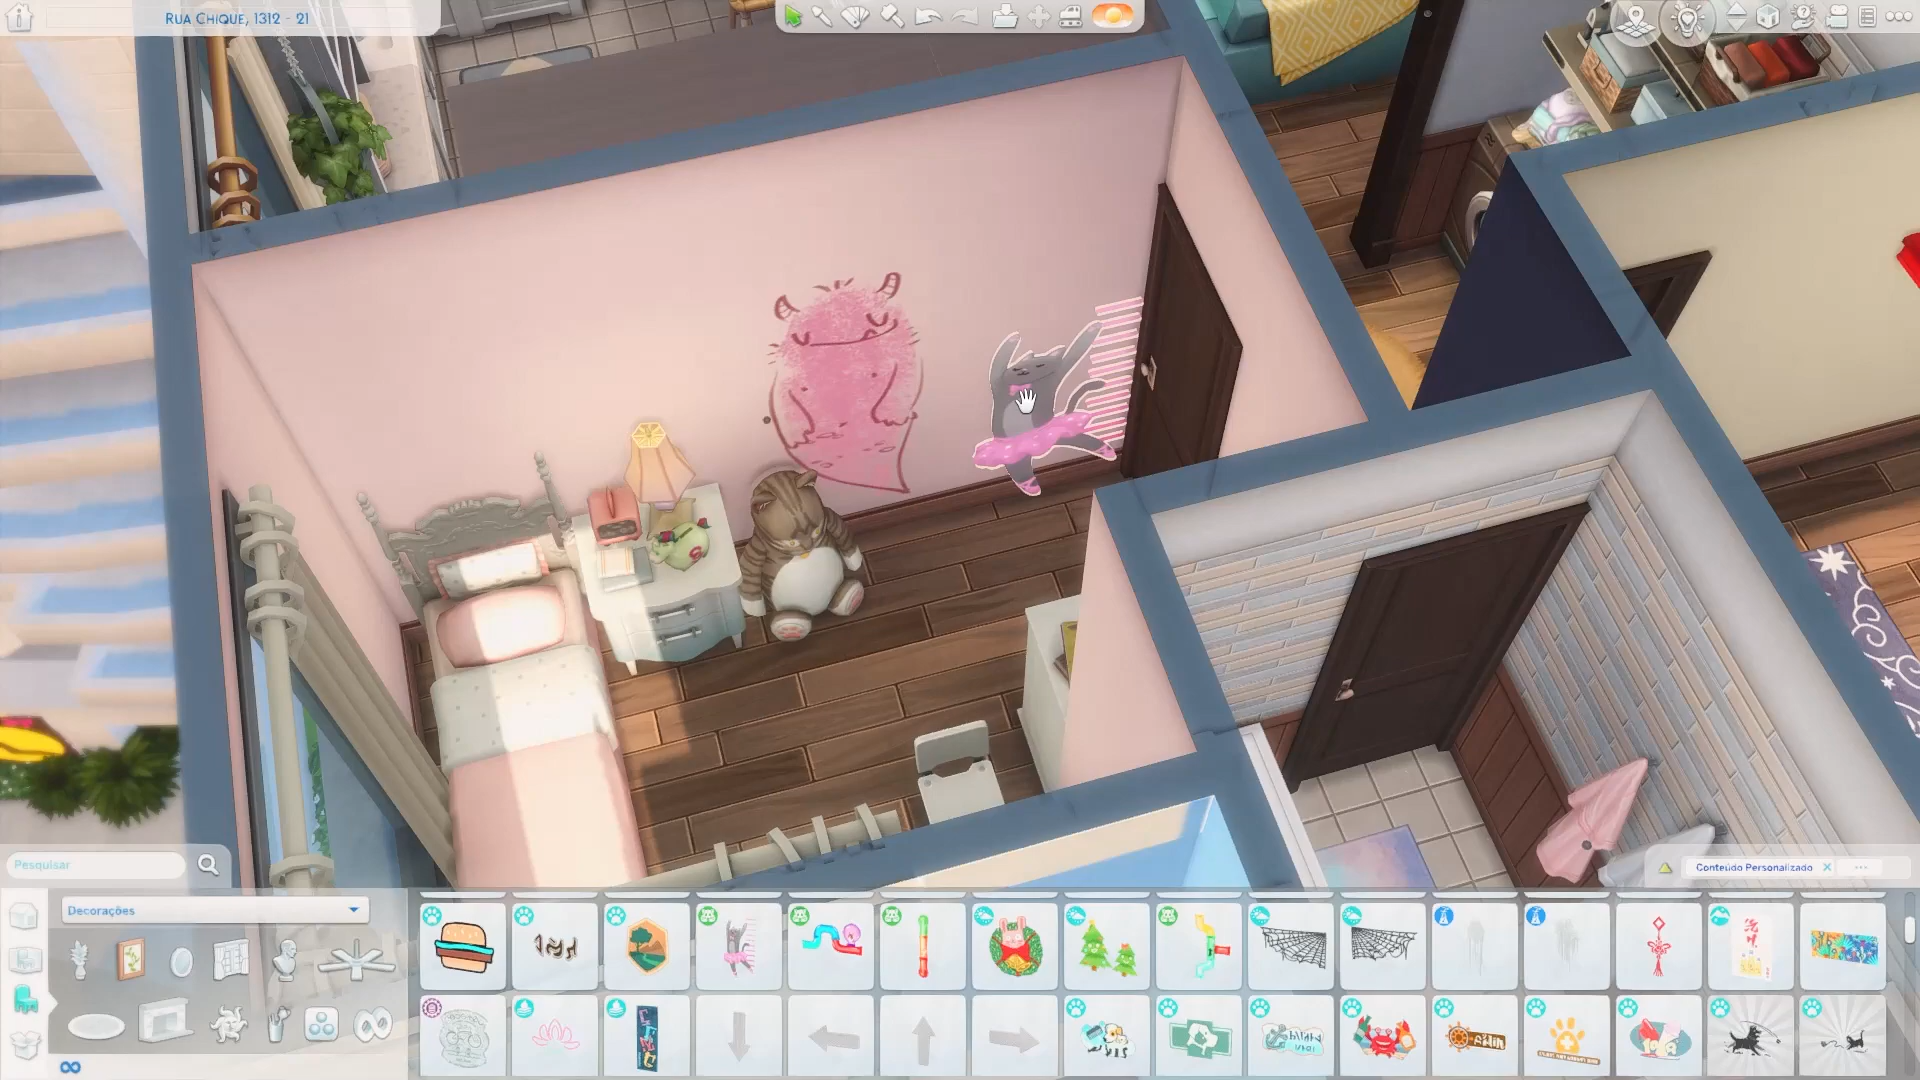 Rua Chique, 1312 - 21
Pesquisar
Conteúdo Personalizado
Decorações